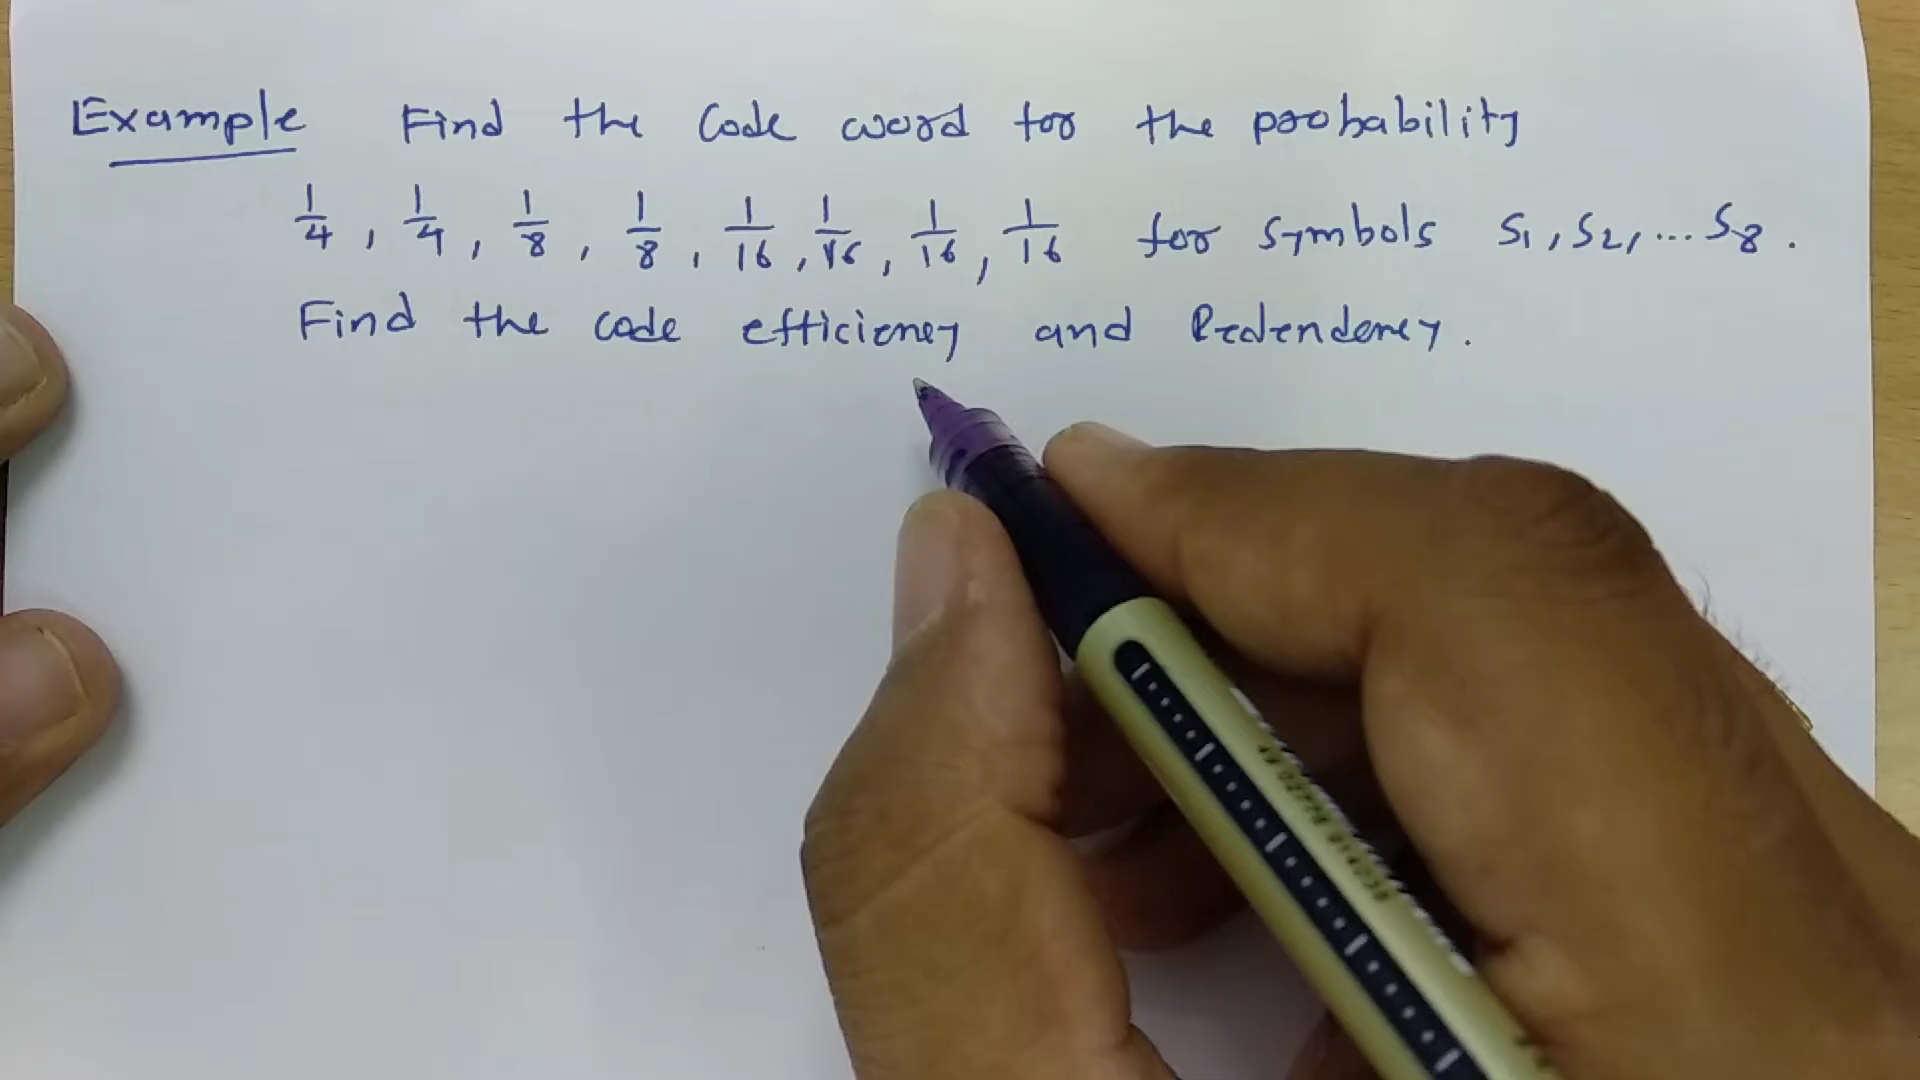 Example Find the Code word for the probability
1/4, 1/4, 1/8, 1/8, 1/16, 1/16, 1/16, 1/16 for symbols S1, S2, ... S8.
Find the code efficiency and Redendency.